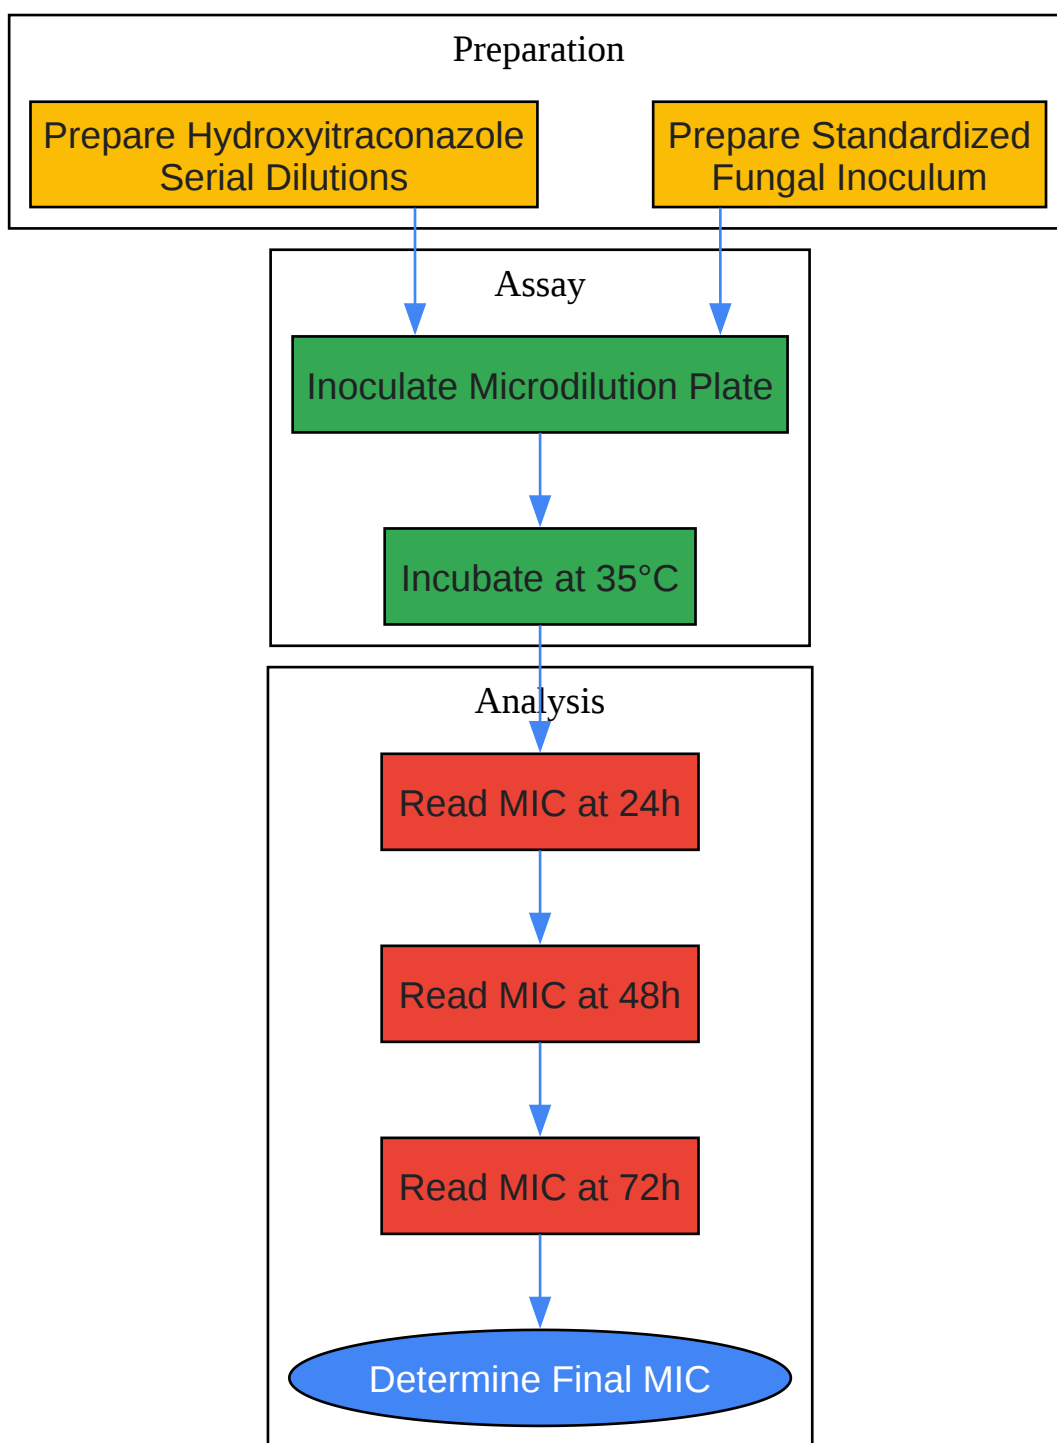 Preparation
Prepare Hydroxyitraconazole
Serial Dilutions
Prepare Standardized
Fungal Inoculum
Assay
Inoculate Microdilution Plate
Incubate at 35°C
Analysis
Read MIC at 24h
Read MIC at 48h
Read MIC at 72h
Determine Final MIC